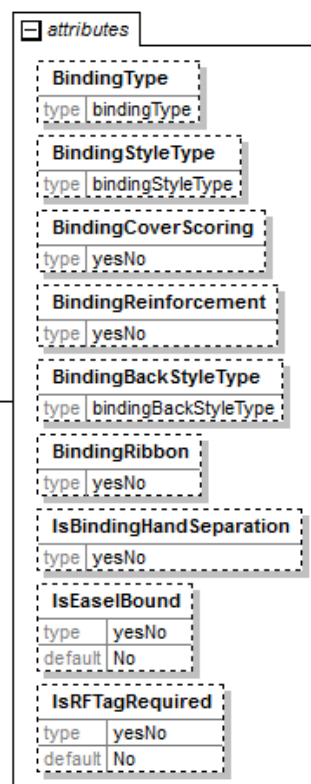 attributes
BindingType
type bindingType
BindingStyleType
type bindingStyleType
BindingCoverScoring
type yesNo
BindingReinforcement
type yesNo
BindingBackStyleType
type bindingBackStyleType
BindingRibbon
type yesNo
IsBindingHandSeparation
type yesNo
IsEaselBound
type yesNo
default No
IsRFTagRequired
type yesNo
default No